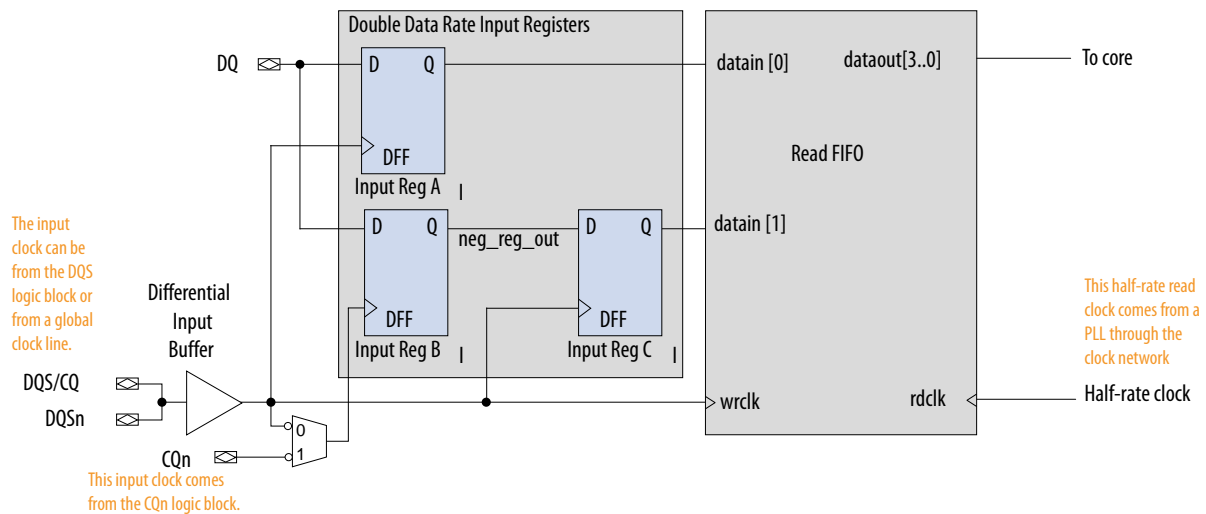 Double Data Rate Input Registers
DQ
D Q
DFF
Input Reg A I
datain [0]
dataout[3..0]
To core
Read FIFO
D Q
neg_reg_out
D Q
datain [1]
DFF
Input Reg B I
DFF
Input Reg C I
The input
clock can be
from the DQS
logic block or
from a global
clock line.
Differential
Input
Buffer
This half-rate read
clock comes from a
PLL through the
clock network
DQS/CQ
DQSn
wrclk
rdclk
Half-rate clock
0
1
CQn
This input clock comes
from the CQn logic block.